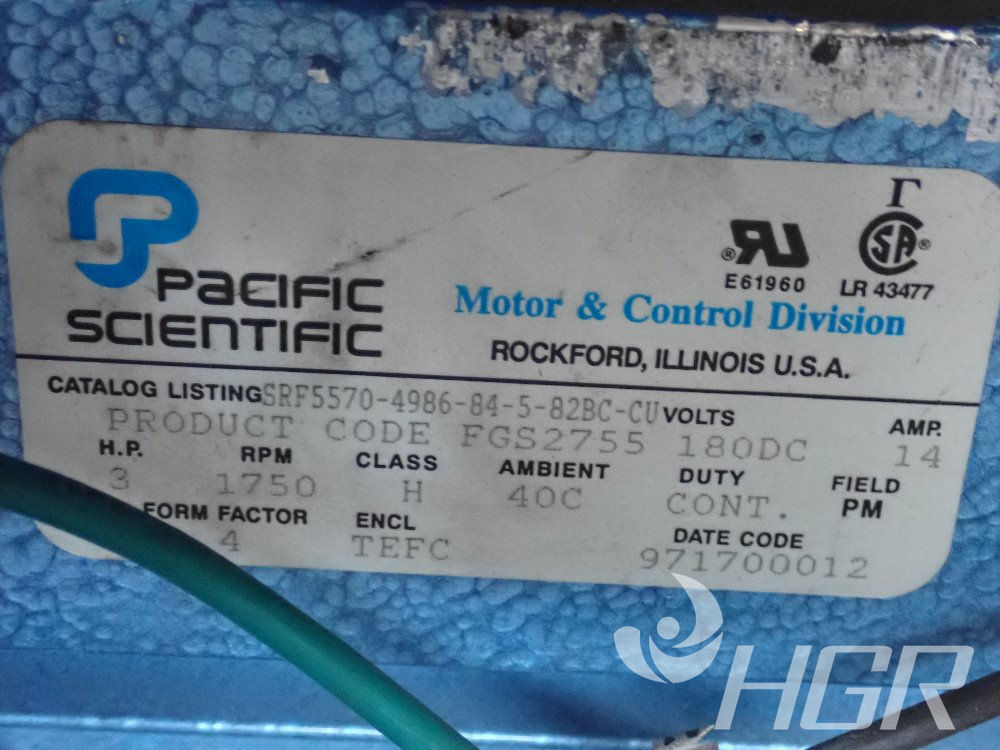 PACIFIC
SCIENTIFIC
E61960
SA
LR 43477
Motor & Control Division
ROCKFORD, ILLINOIS U.S.A.
CATALOG LISTING SRF5570-4986-84-5-82BC-CU VOLTS AMP.
PRODUCT CODE FGS2755 180DC 14
H.P. RPM CLASS AMBIENT DUTY FIELD
3 1750 H 40C CONT. PM
FORM FACTOR ENCL DATE CODE
4 TEFC 971700012
HGR